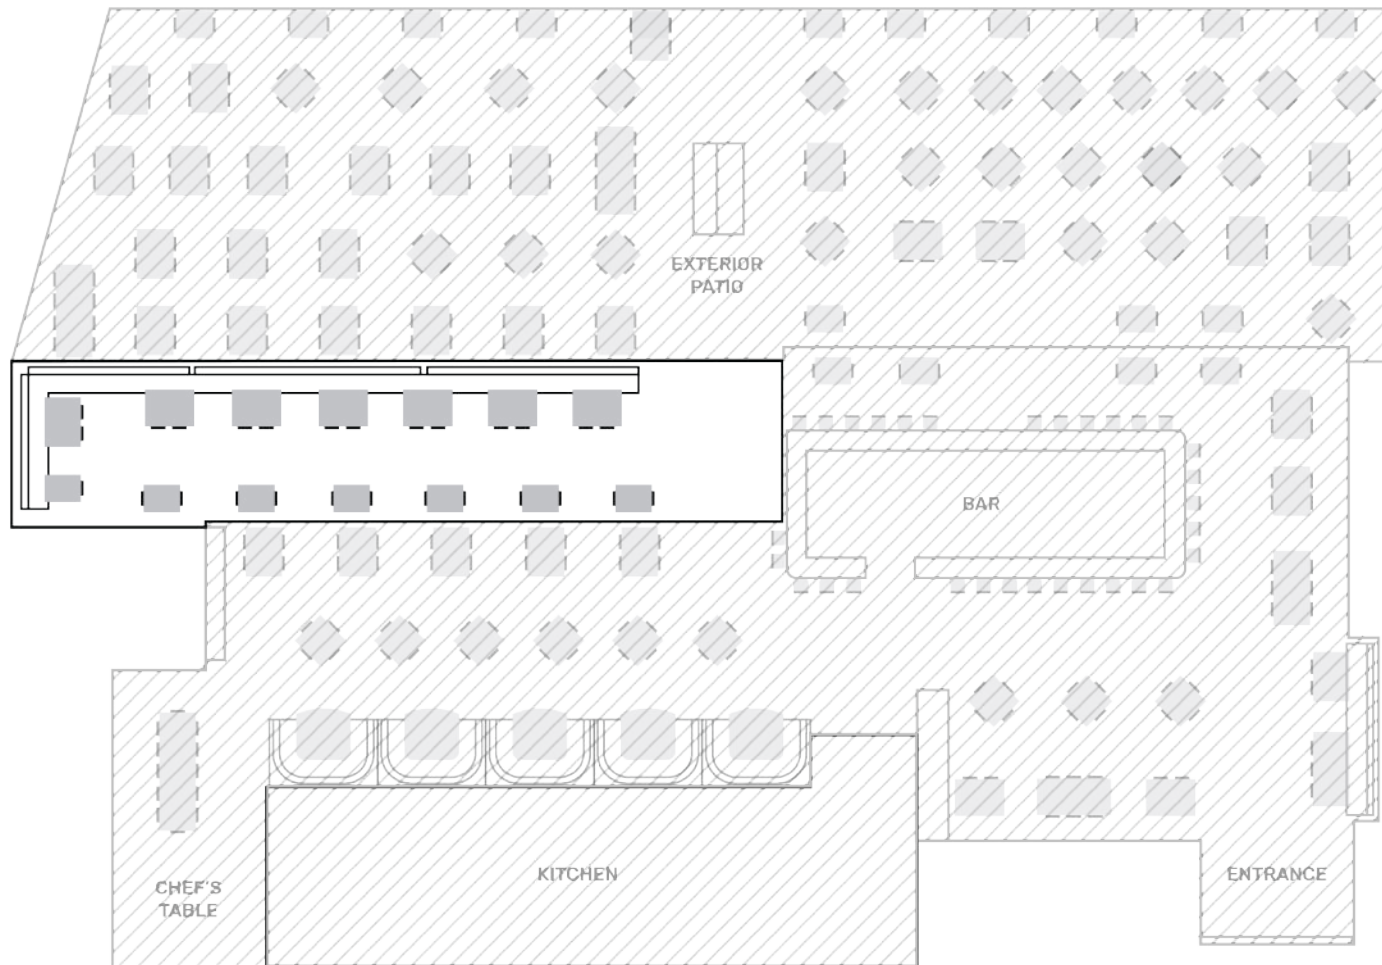 EXTERIOR
PATIO
BAR
KITCHEN
ENTRANCE
CHEF'S
TABLE